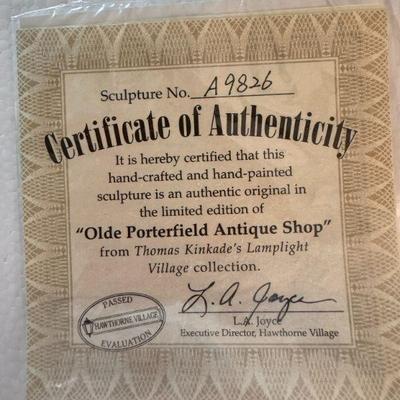 Sculpture No. A9826
Certificate of Authenticity
It is hereby certified that this
hand-crafted and hand-painted
sculpture is an authentic original in
the limited edition of
"Olde Porterfield Antique Shop"
from Thomas Kinkade's Lamplight
Village collection.
L. A. Joyce
L.A. Joyce
Executive Director, Hawthorne Village
PASSED
HAWTHORNE VILLAGE
EVALUATION